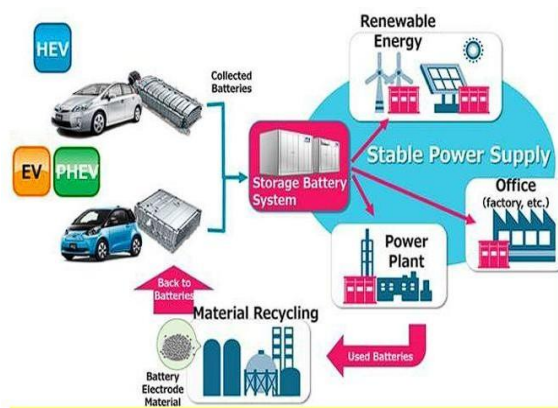 HEV
Collected
Batteries
EV
PHEV
Storage Battery
System
Renewable
Energy
Stable Power Supply
Office
(factory, etc.)
Power
Plant
Back to
Batteries
Material Recycling
Used Batteries
Battery
Electrode
Material